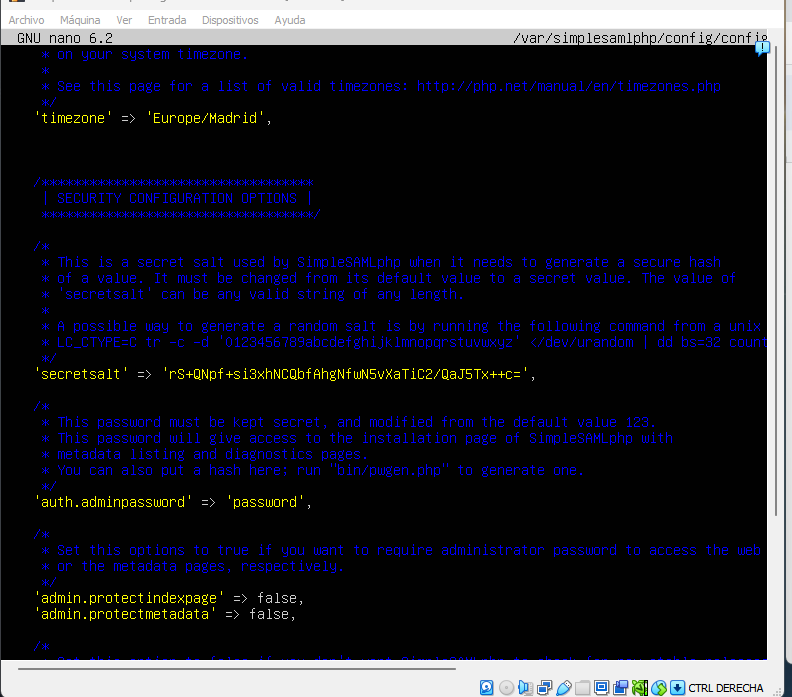 Archivo Máquina Ver Entrada Dispositivos Ayuda
GNU nano 6.2 /var/simplesamlphp/config/config
* on your system timezone.
*
* See this page for a list of valid timezones: http://php.net/manual/en/timezones.php
*/
'timezone' => 'Europe/Madrid',
/**********************************
| SECURITY CONFIGURATION OPTIONS |
**********************************/
/*
* This is a secret salt used by SimpleSAMLphp when it needs to generate a secure hash
* of a value. It must be changed from its default value to a secret value. The value of
* 'secretsalt' can be any valid string of any length.
*
* A possible way to generate a random salt is by running the following command from a unix
* LC_CTYPE=C tr -c -d '0123456789abcdefghijklmnopqrstuvwxyz' </dev/urandom | dd bs=32 count
*/
'secretsalt' => 'rS+QNpf+si3xhNCQbfAhgNfwN5vXaTiC2/QaJ5Tx++c=',
/*
* This password must be kept secret, and modified from the default value 123.
* This password will give access to the installation page of SimpleSAMLphp with
* metadata listing and diagnostics pages.
* You can also put a hash here; run "bin/pwgen.php" to generate one.
*/
'auth.adminpassword' => 'password',
/*
* Set this options to true if you want to require administrator password to access the web
* or the metadata pages, respectively.
*/
'admin.protectindexpage' => false,
'admin.protectmetadata' => false,
/*
CTRL DERECHA